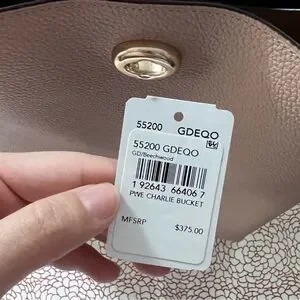 55200 GDEQO
55200 GDEQO
GD/Beechwood
1 92643 66406 7
PWE CHARLIE BUCKET
MFSRP $375.00